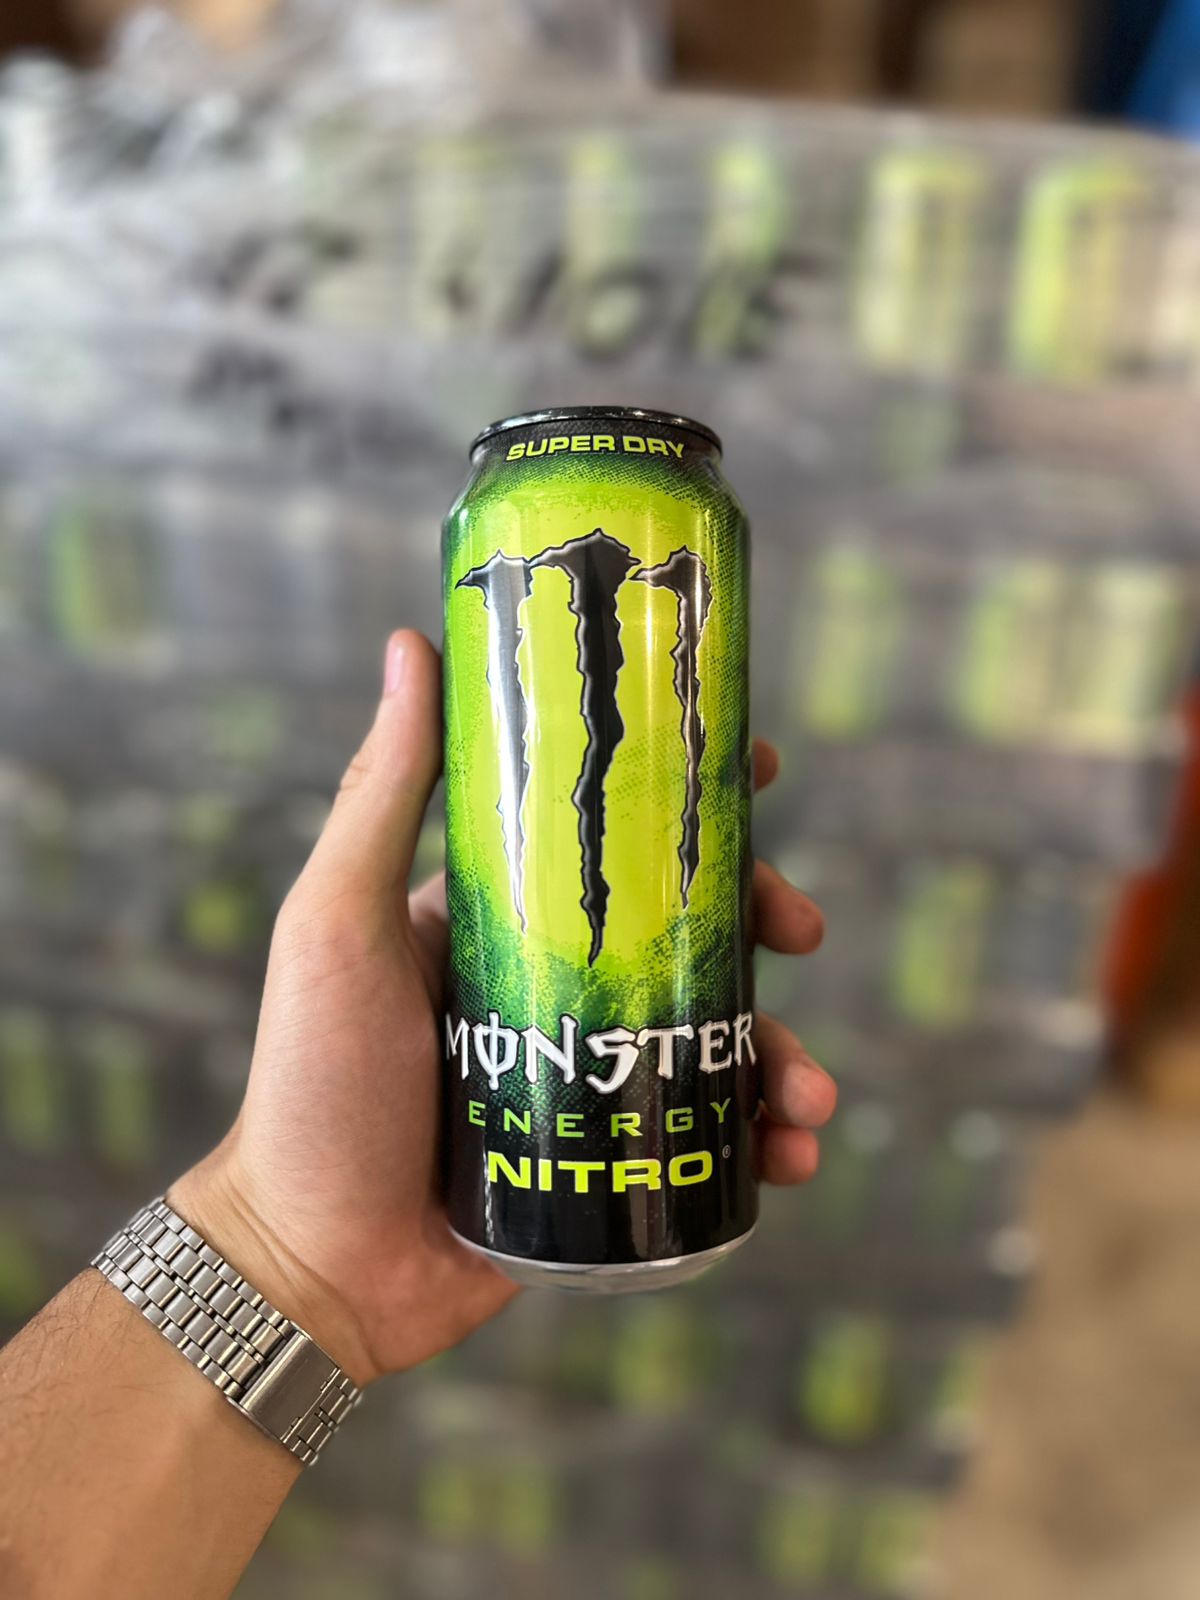 SUPER DRY
MONSTER
ENERGY
NITRO®